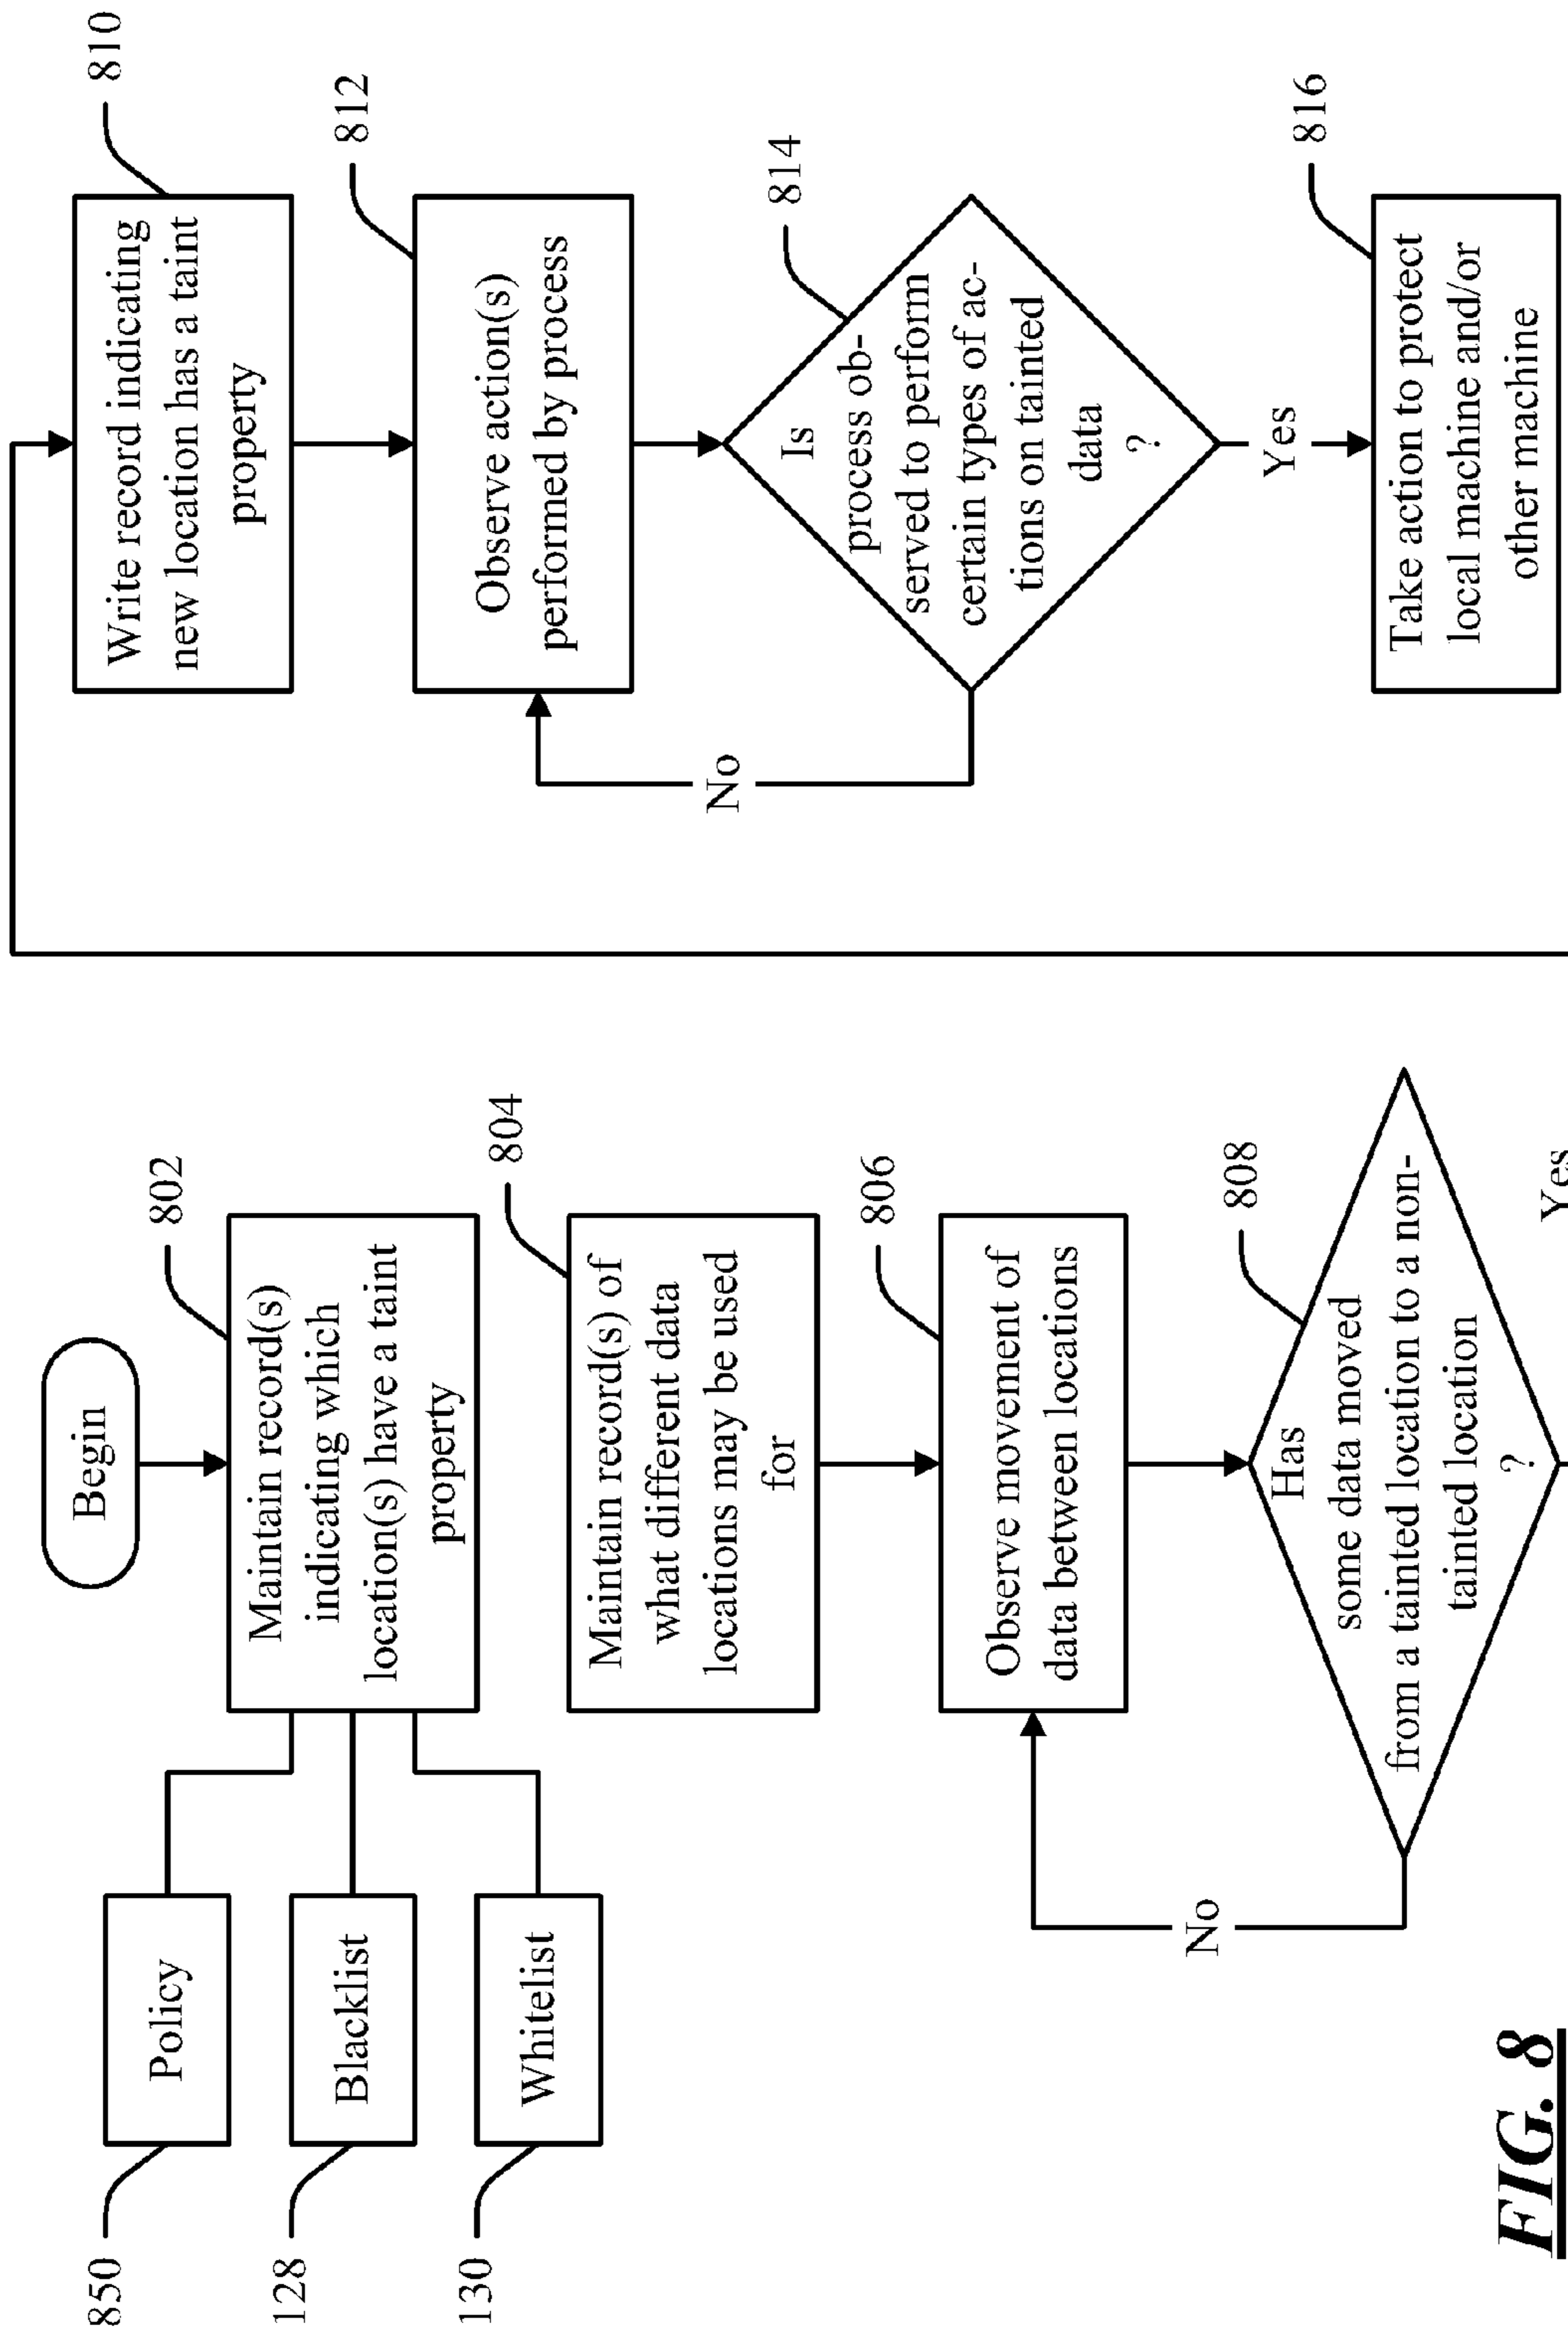 Begin
802
Maintain record(s)
indicating which
location(s) have a taint
property
Policy
850
Blacklist
128
Whitelist
130
804
Maintain record(s) of
what different data
locations may be used
for
806
Observe movement of
data between locations
808
Has
some data moved
from a tainted location to a non-
tainted location
?
No
Yes
810
Write record indicating
new location has a taint
property
812
Observe action(s)
performed by process
814
Is
process ob-
served to perform
certain types of ac-
tions on tainted
data
?
No
Yes
816
Take action to protect
local machine and/or
other machine
FIG. 8